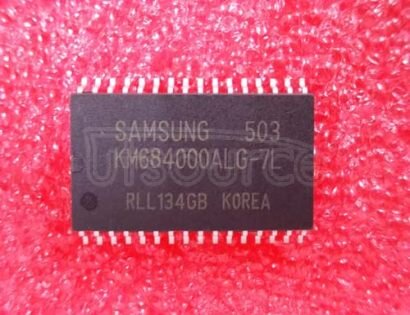 SAMSUNG 503
KM684000ALG-7L
RLL134GB KOREA